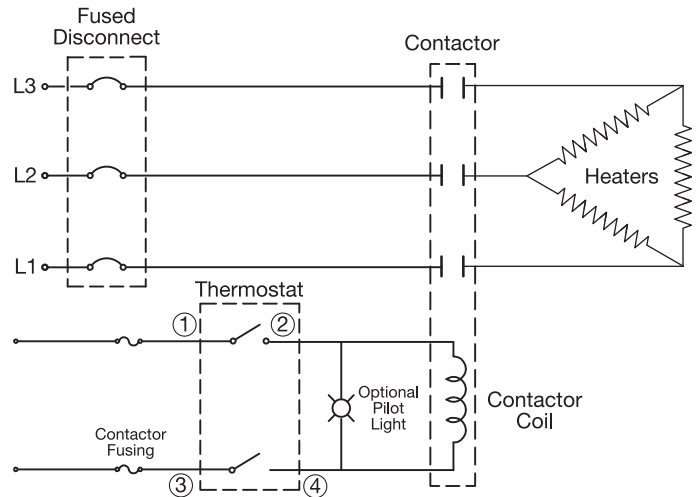 Fused
Disconnect
Contactor
L3
L2
Heaters
L1
Thermostat
① ②
Optional
Pilot
Light
Contactor
Coil
Contactor
Fusing
③ ④